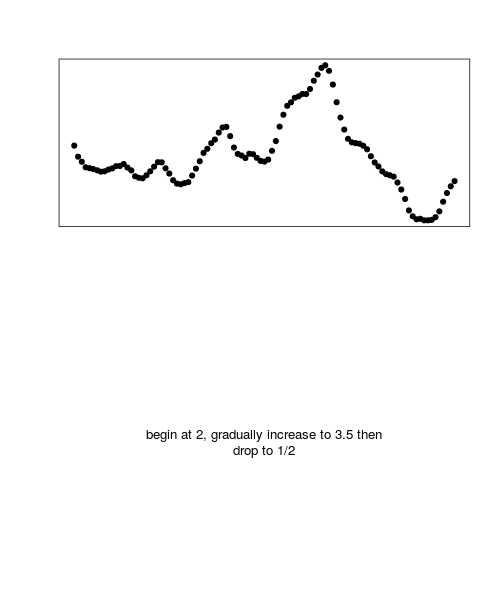 begin at 2, gradually increase to 3.5 then
drop to 1/2